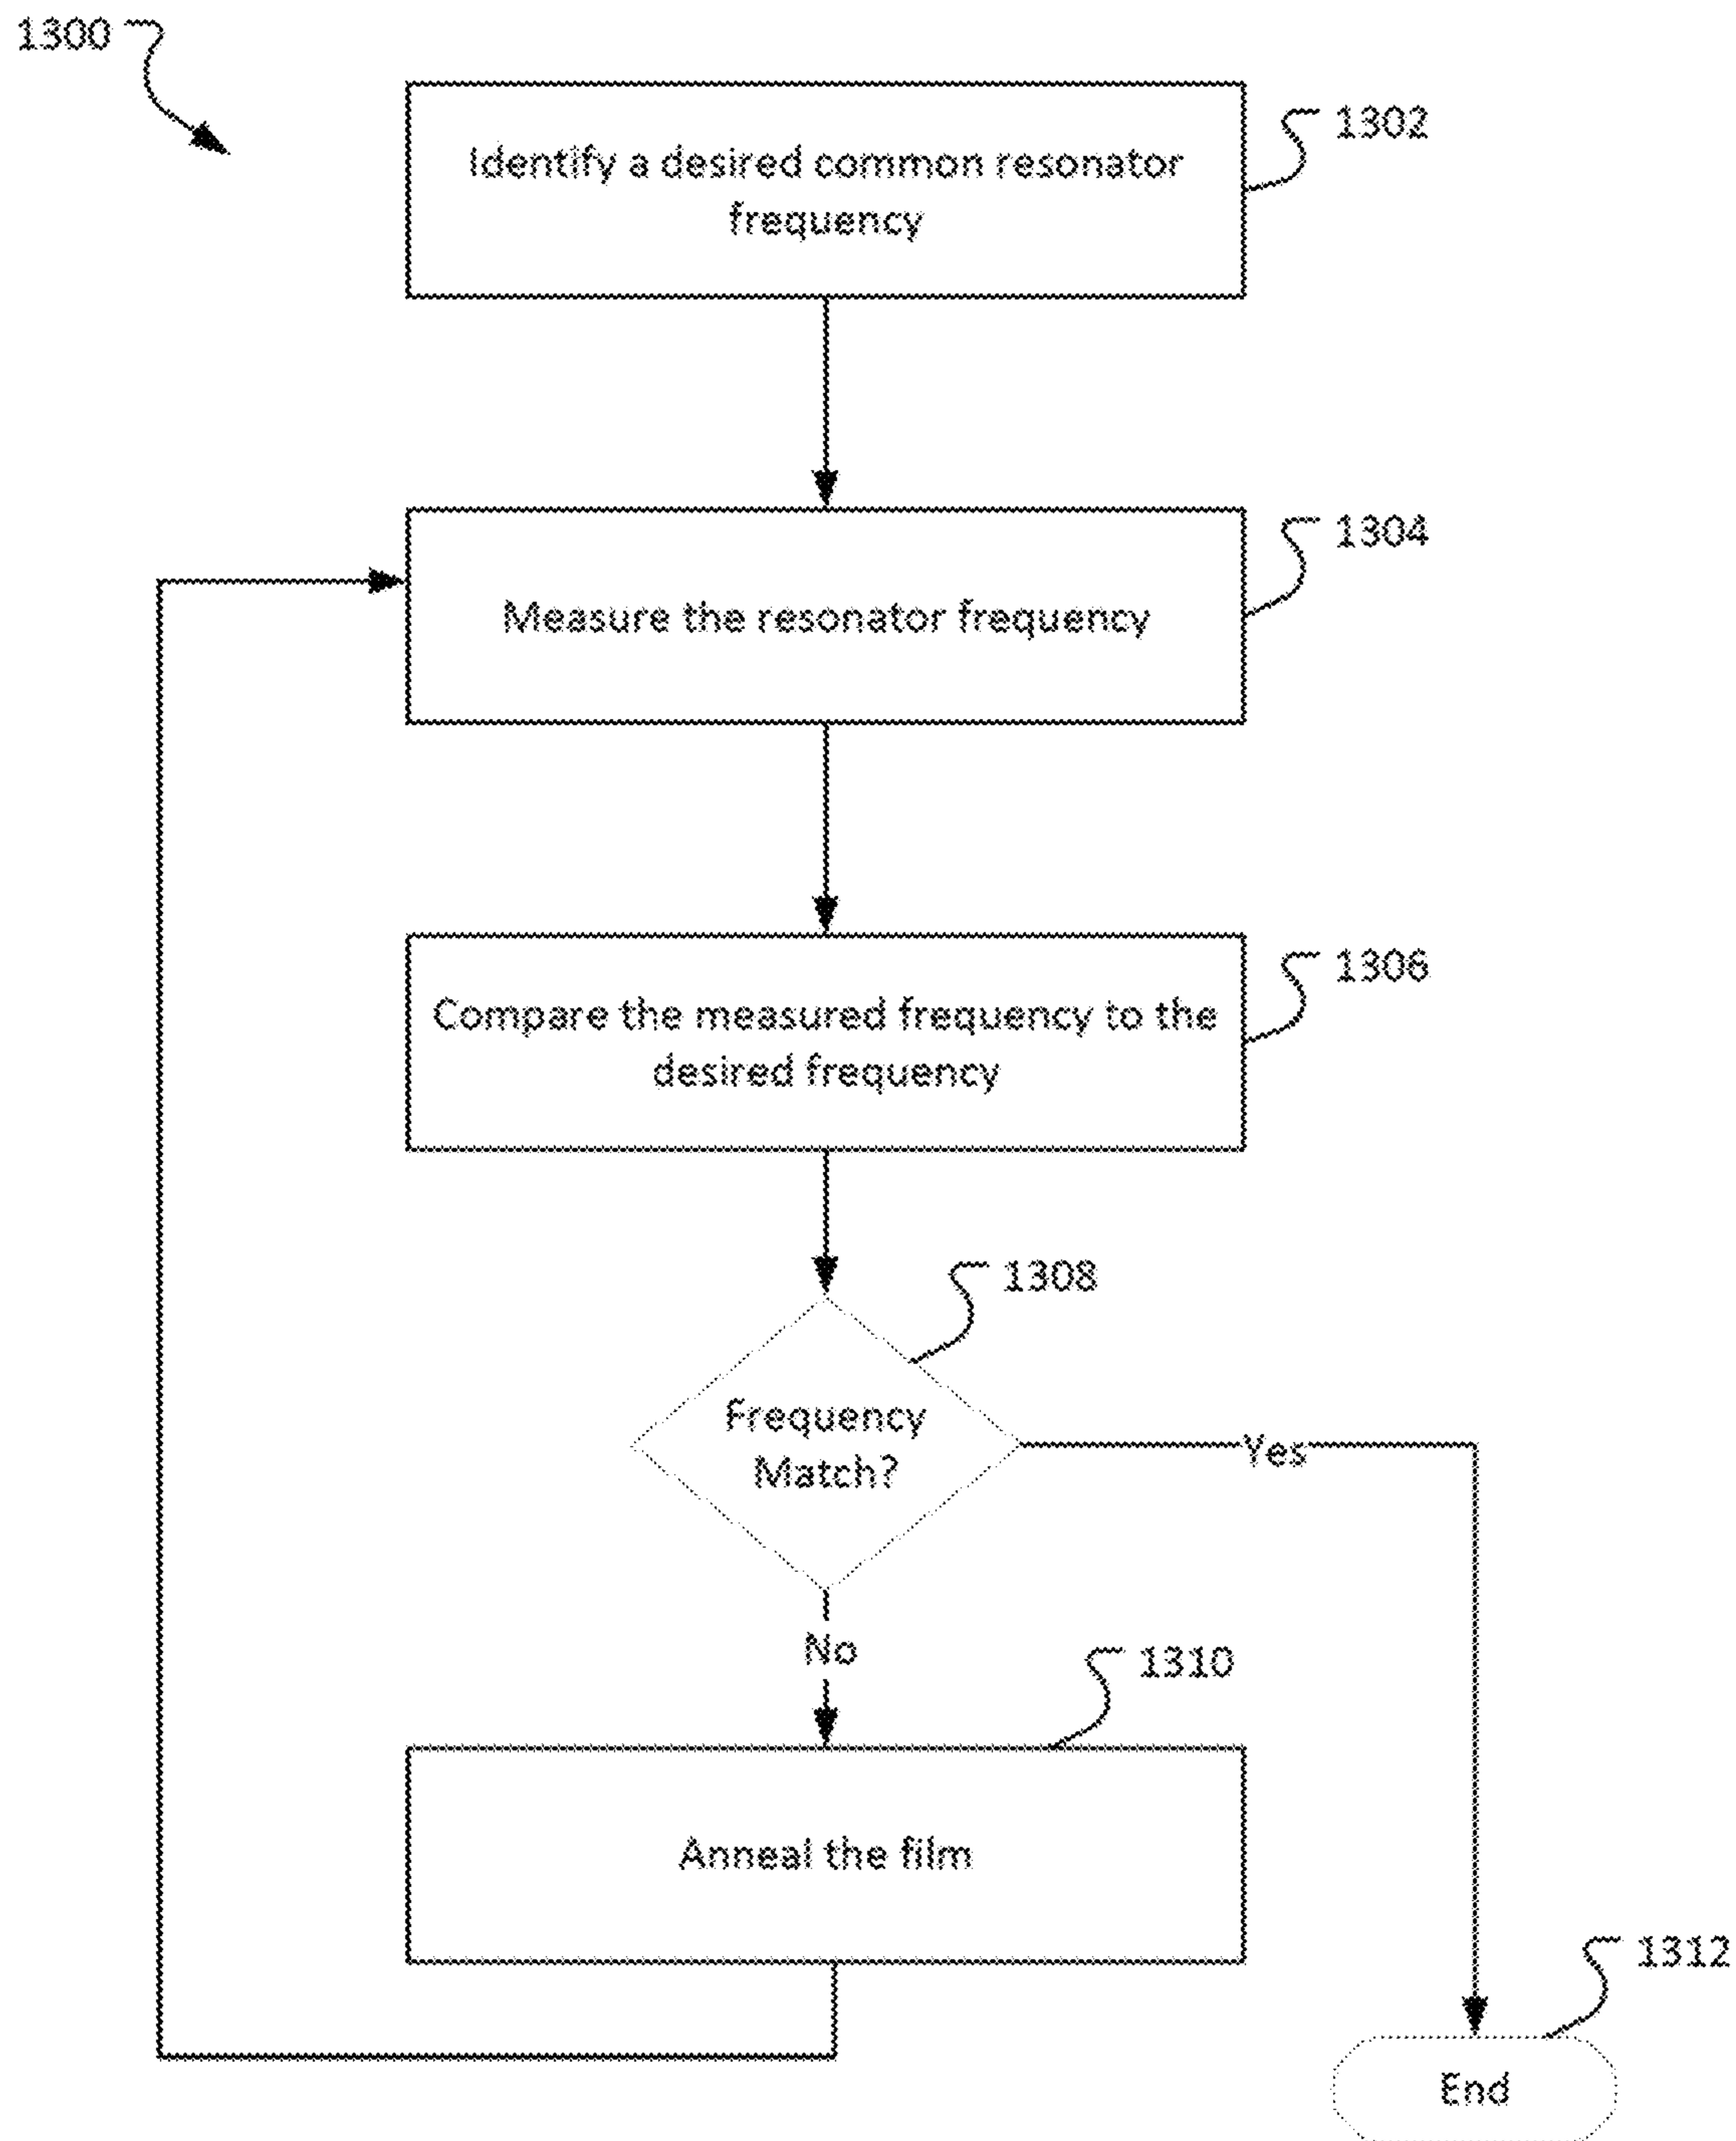 1300
Identify a desired common resonator
frequency
1302
Measure the resonator frequency
1304
Compare the measured frequency to the
desired frequency
1306
1308
Frequency
Match?
Yes
No
1310
Anneal the film
1312
End